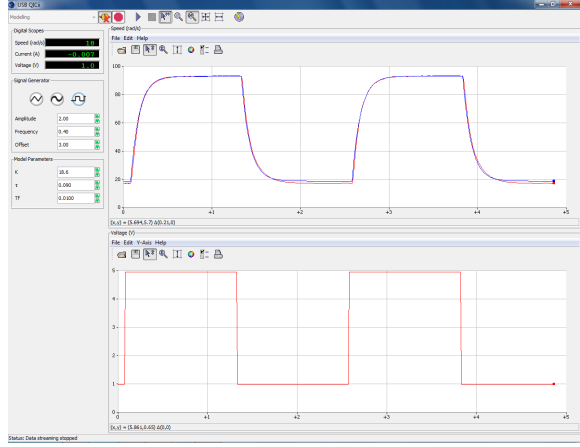 USB QICii
Modelling
Digital Scopes
Speed (rad/s) 18
Current (A) -0.007
Voltage (V) 1.0
Signal Generator
Amplitude 2.00
Frequency 0.40
Offset 3.00
Model Parameters
K 18.6
τ 0.090
TF 0.0100
Speed (rad/s)
File Edit Help
100
80
60
40
20
0
0 +1 +2 +3 +4 +5
(x,y) = (5.694,5.7) Δ(0.21,0)
Voltage (V)
File Edit Y-Axis Help
5
4
3
2
1
0
0 +1 +2 +3 +4 +5
(x,y) = (5.861,0.65) Δ(0,0)
Status: Data streaming stopped